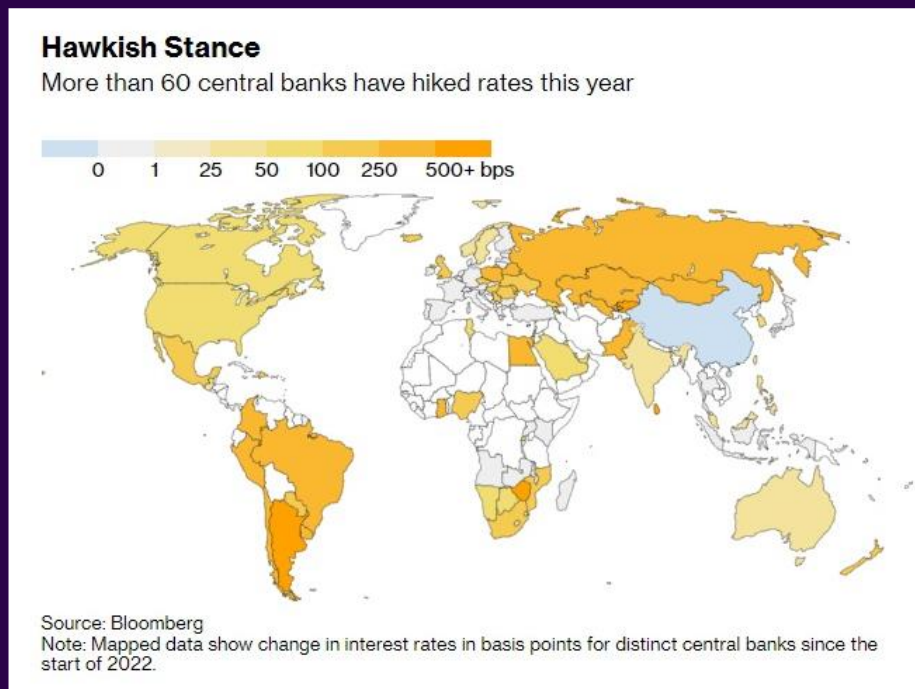 Hawkish Stance
More than 60 central banks have hiked rates this year
0 1 25 50 100 250 500+ bps
Source: Bloomberg
Note: Mapped data show change in interest rates in basis points for distinct central banks since the
start of 2022.